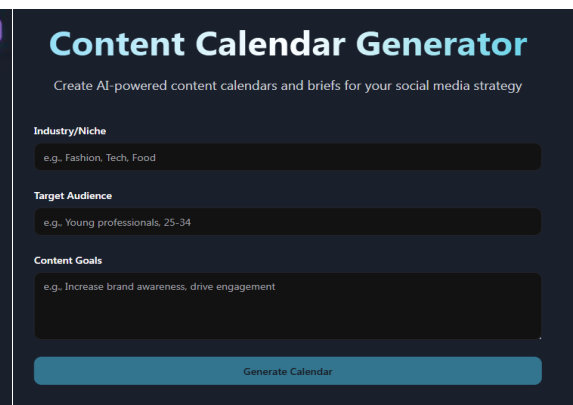 Content Calendar Generator
Create AI-powered content calendars and briefs for your social media strategy
Industry/Niche
e.g., Fashion, Tech, Food
Target Audience
e.g., Young professionals, 25-34
Content Goals
e.g., Increase brand awareness, drive engagement
Generate Calendar